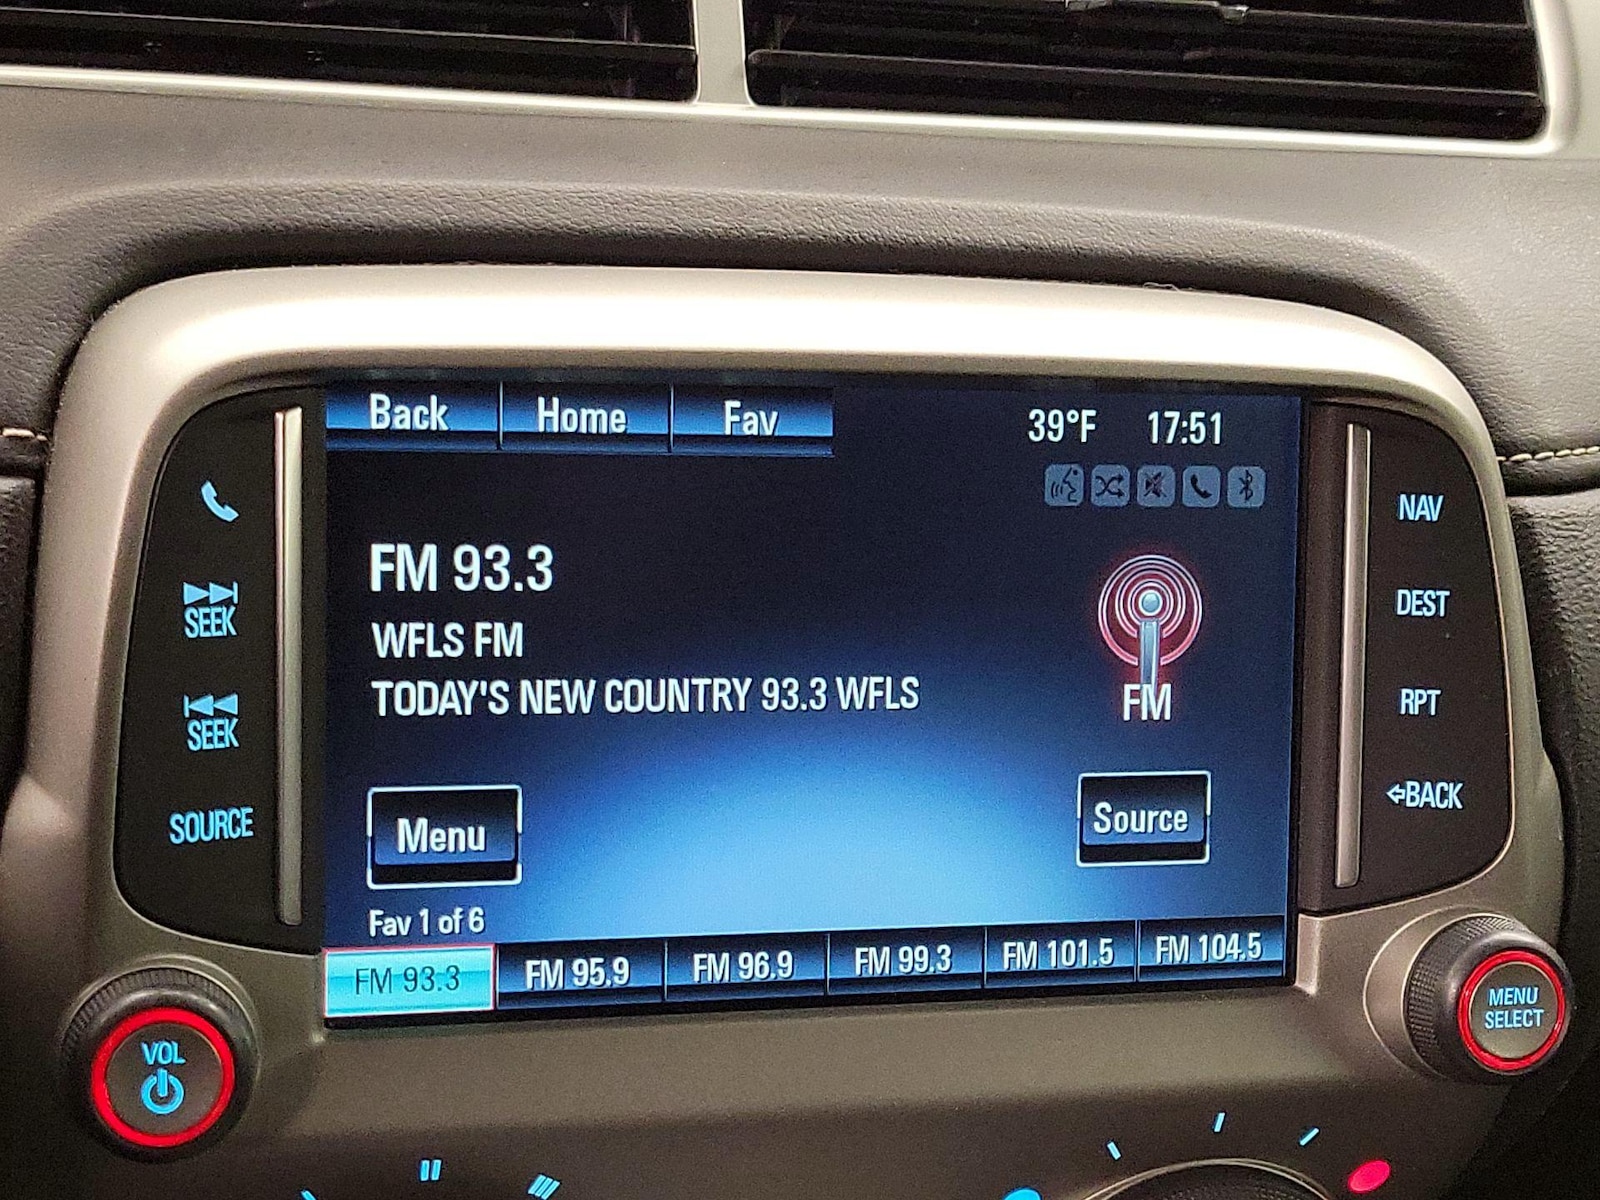 Back Home Fav 39°F 17:51
SEEK
SEEK
SOURCE
FM 93.3
WFLS FM
TODAY'S NEW COUNTRY 93.3 WFLS
FM
Menu
Source
Fav 1 of 6
FM 93.3 FM 95.9 FM 96.9 FM 99.3 FM 101.5 FM 104.5
NAV
DEST
RPT
BACK
VOL
MENU
SELECT